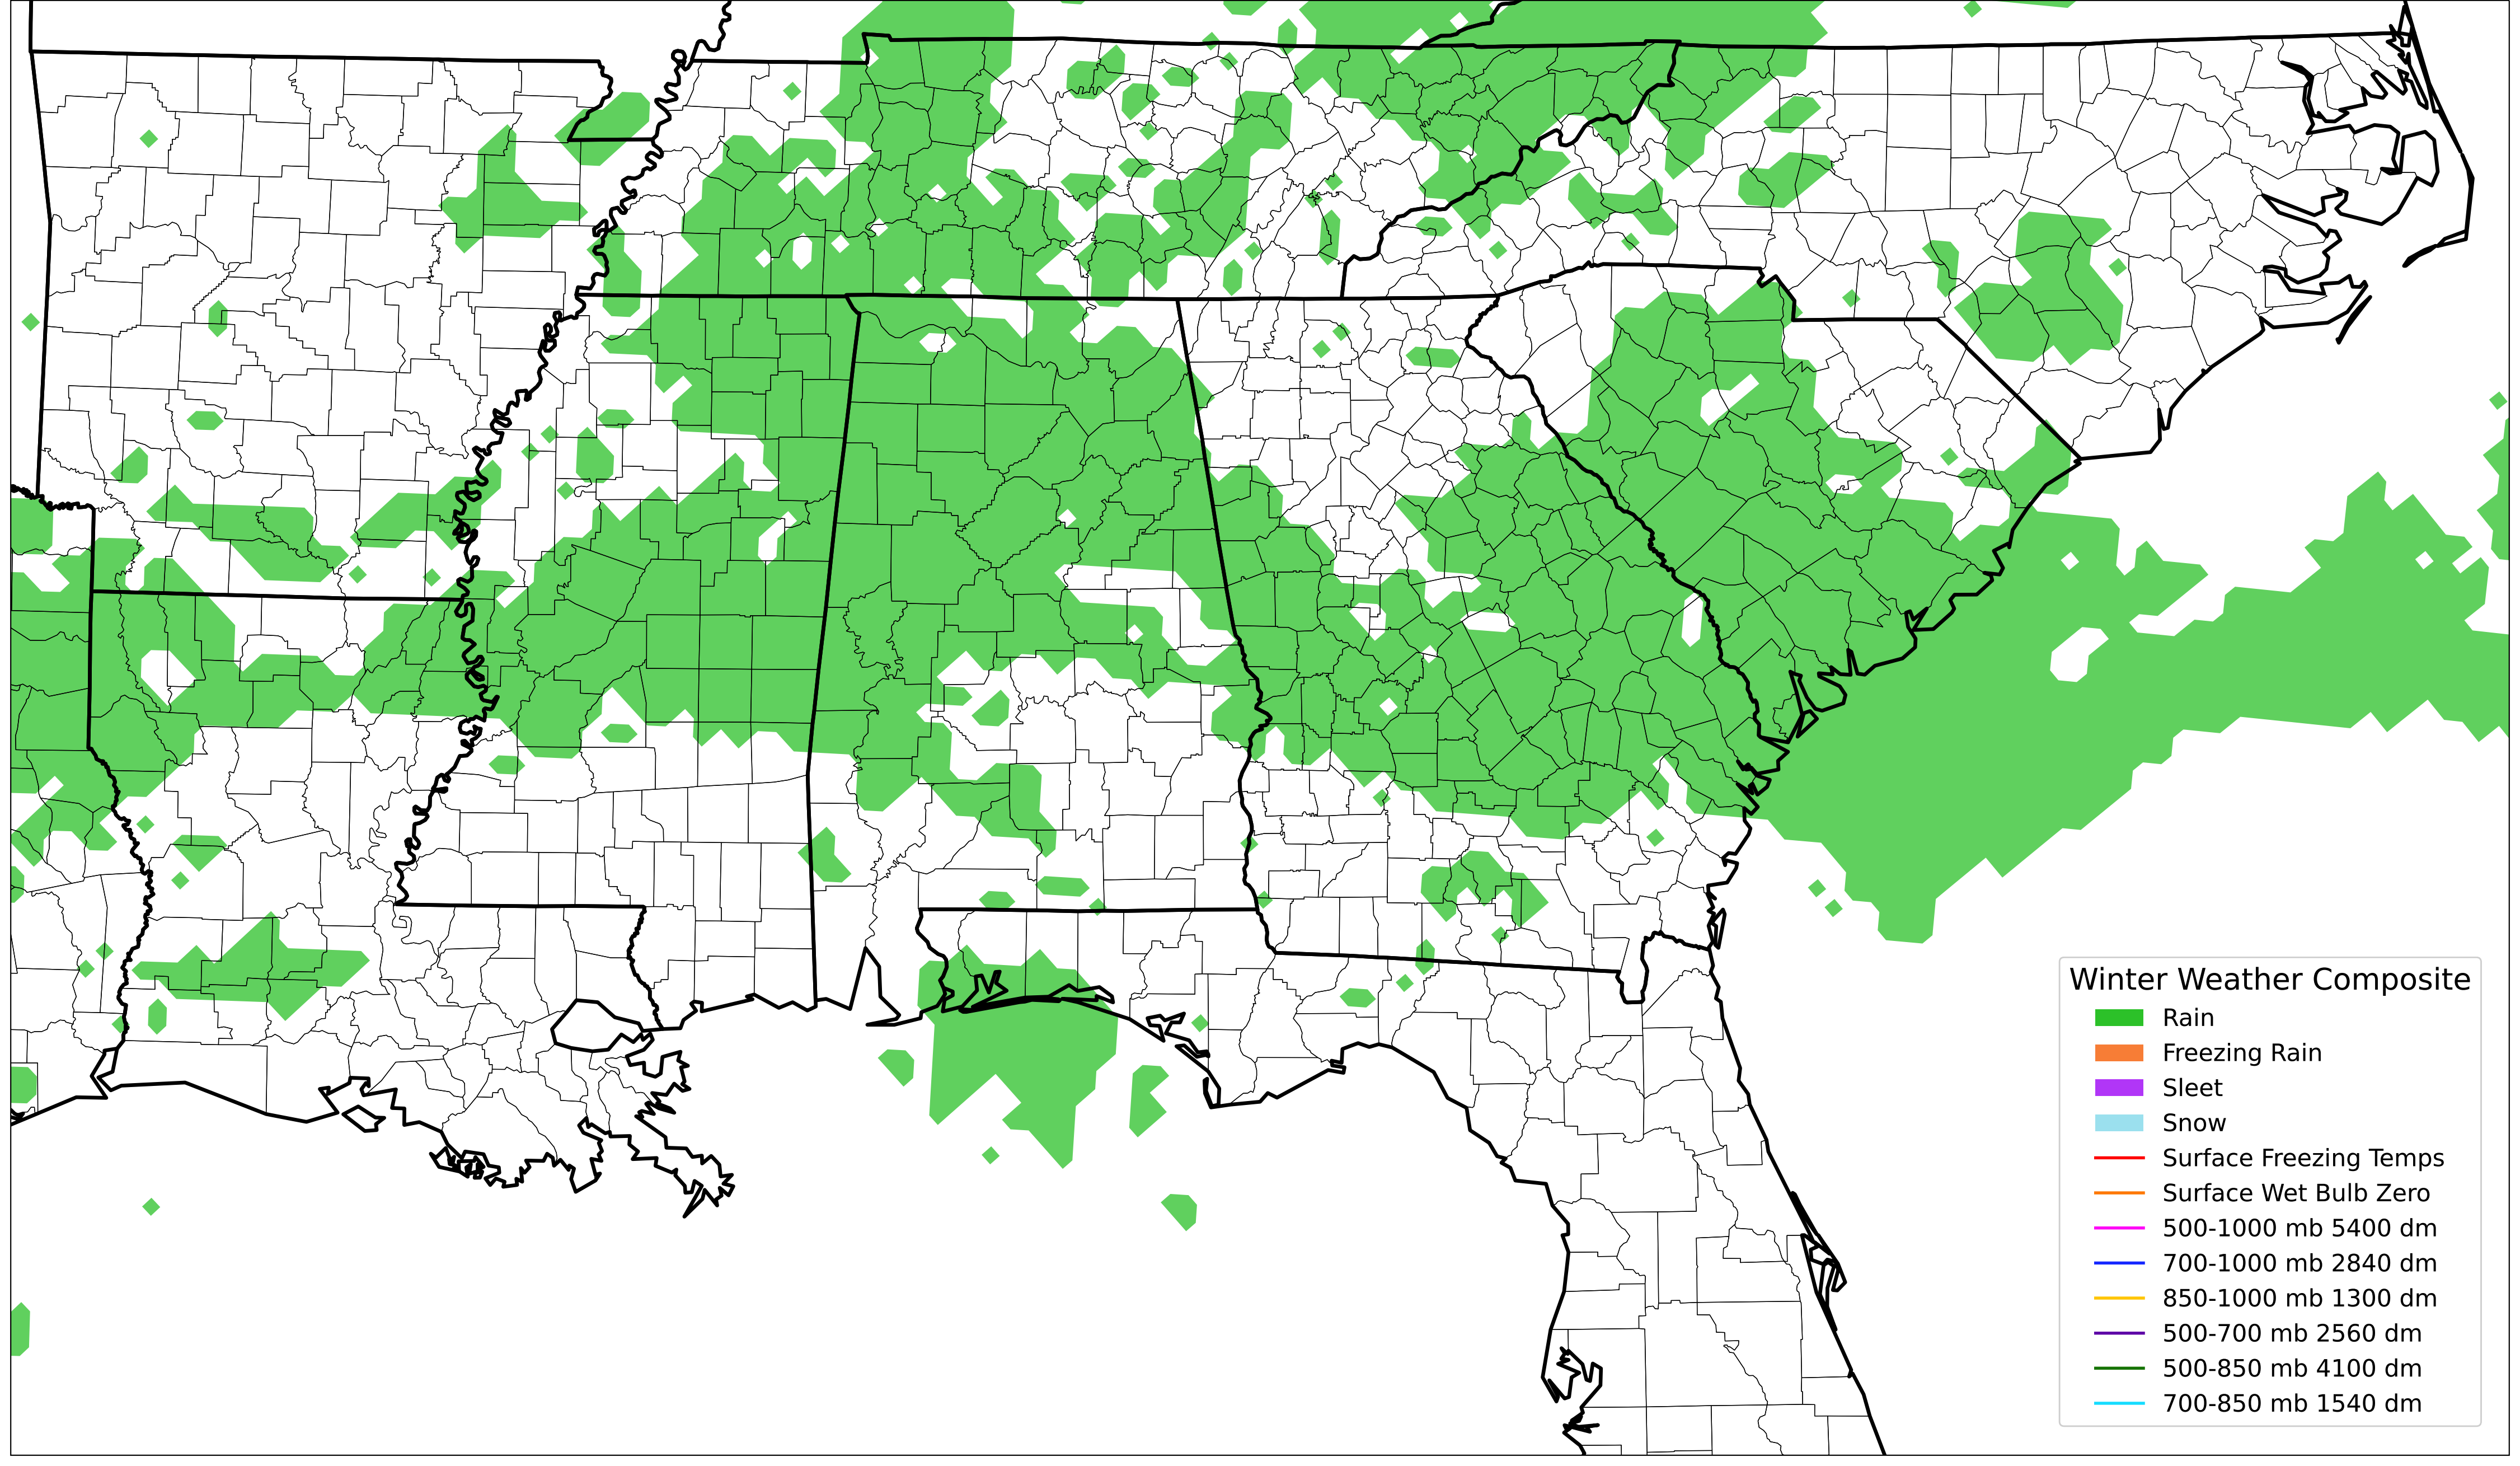 Winter Weather Composite
Rain
Freezing Rain
Sleet
Snow
Surface Freezing Temps
Surface Wet Bulb Zero
500-1000 mb 5400 dm
700-1000 mb 2840 dm
850-1000 mb 1300 dm
500-700 mb 2560 dm
500-850 mb 4100 dm
700-850 mb 1540 dm